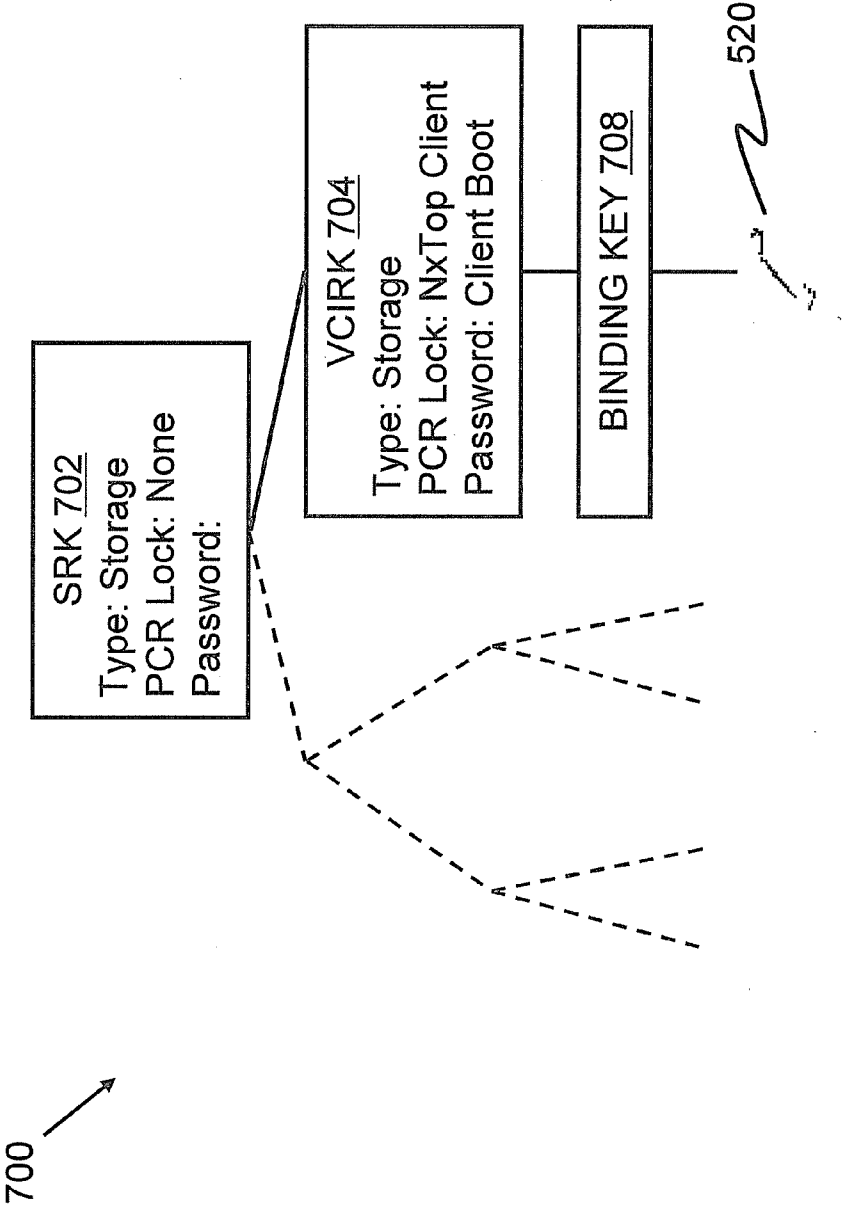 700
SRK 702
Type: Storage
PCR Lock: None
Password:
VCIRK 704
Type: Storage
PCR Lock: NxTop Client
Password: Client Boot
BINDING KEY 708
520